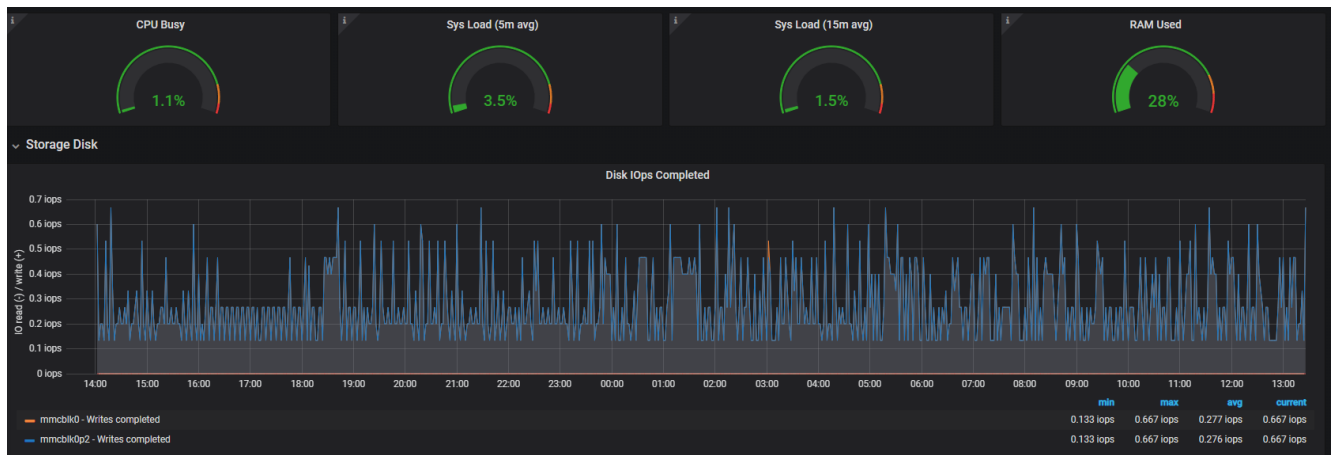 i CPU Busy
i Sys Load (5m avg)
i Sys Load (15m avg)
i RAM Used
1.1%
3.5%
1.5%
28%
Storage Disk
Disk IOps Completed
IO read (-) / write (+)
0.7 iops
0.6 iops
0.5 iops
0.4 iops
0.3 iops
0.2 iops
0.1 iops
0 iops
14:00 15:00 16:00 17:00 18:00 19:00 20:00 21:00 22:00 23:00 00:00 01:00 02:00 03:00 04:00 05:00 06:00 07:00 08:00 09:00 10:00 11:00 12:00 13:00
min max avg current
mmcblk0 - Writes completed 0.133 iops 0.667 iops 0.277 iops 0.667 iops
mmcblk0p2 - Writes completed 0.133 iops 0.667 iops 0.276 iops 0.667 iops